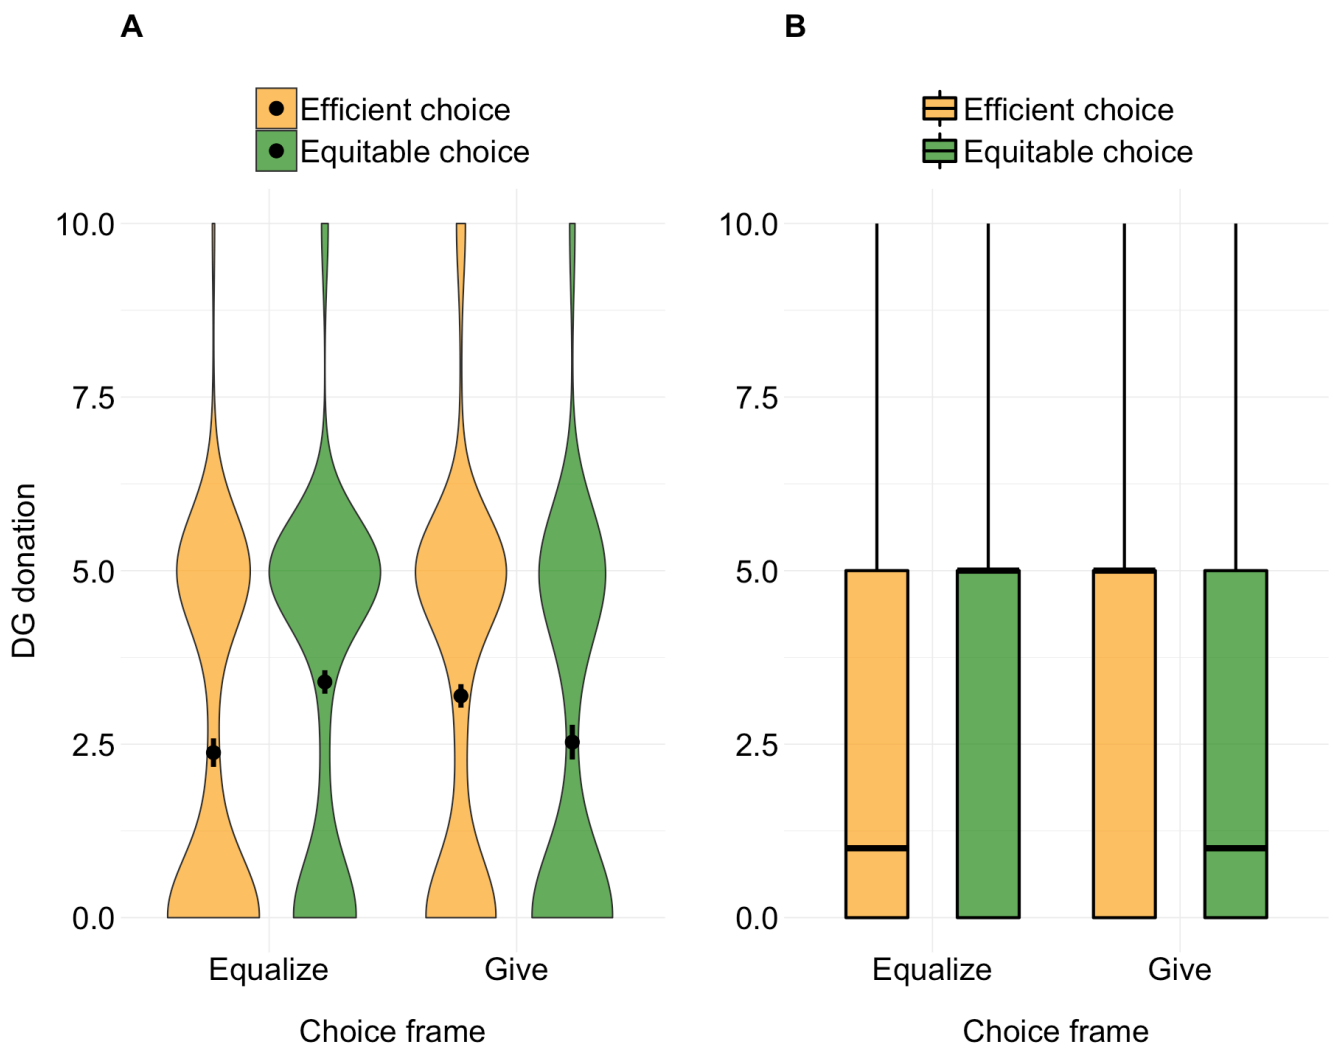 A
Efficient choice
Equitable choice
10.0
7.5
5.0
2.5
0.0
DG donation
Equalize Give
Choice frame
B
Efficient choice
Equitable choice
10.0
7.5
5.0
2.5
0.0
Equalize Give
Choice frame